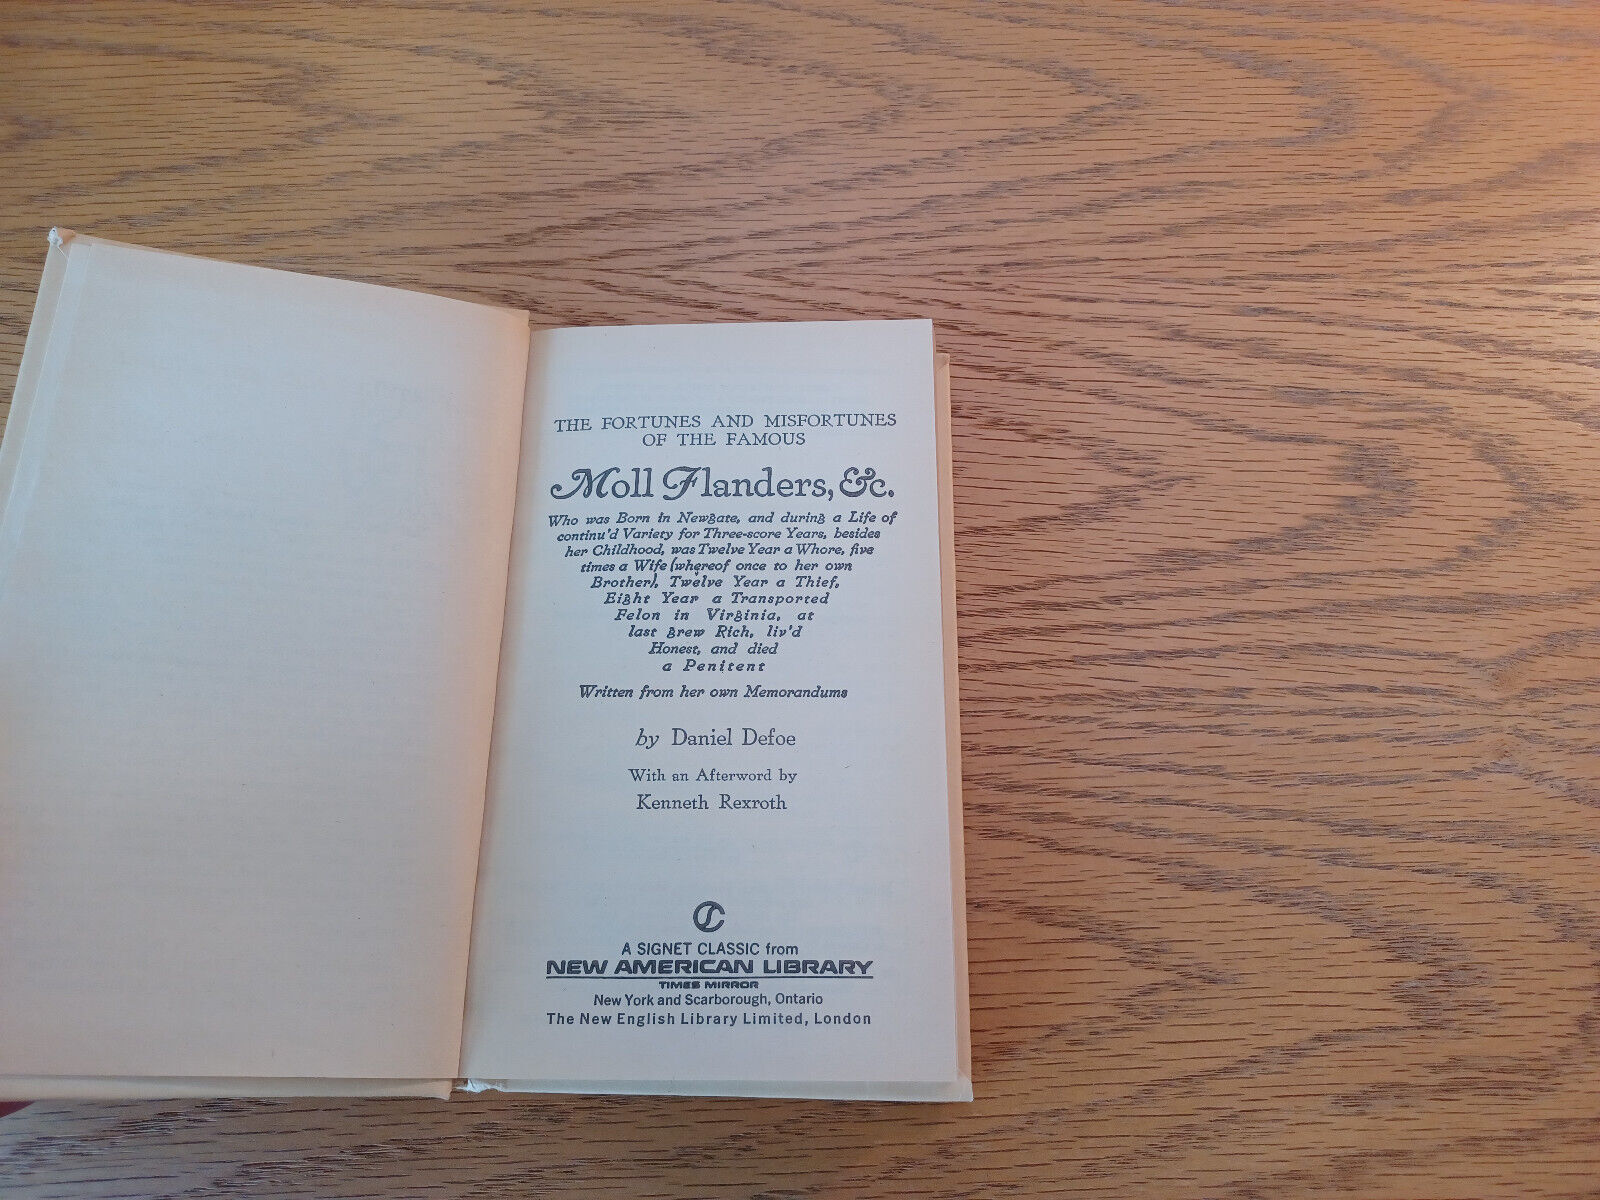 THE FORTUNES AND MISFORTUNES
OF THE FAMOUS
Moll Flanders, &c.
Who was Born in Newgate, and during a Life of
continu'd Variety for Three-score Years, besides
her Childhood, was Twelve Year a Whore, five
times a Wife (whereof once to her own
Brother), Twelve Year a Thief,
Eight Year a Transported
Felon in Virginia, at
last grew Rich, liv'd
Honest, and died
a Penitent
Written from her own Memorandums
by Daniel Defoe
With an Afterword by
Kenneth Rexroth
A SIGNET CLASSIC from
NEW AMERICAN LIBRARY
TIMES MIRROR
New York and Scarborough, Ontario
The New English Library Limited, London